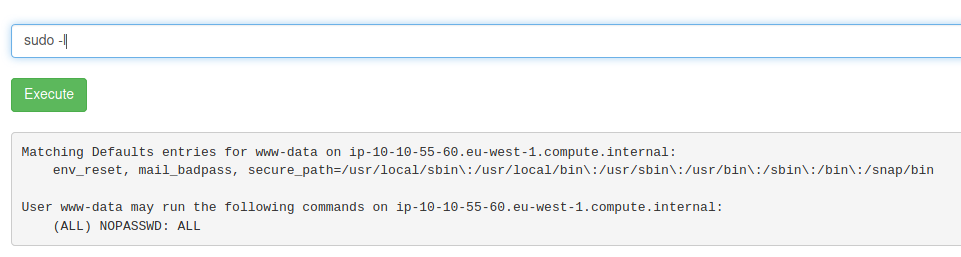 sudo -l
Execute
Matching Defaults entries for www-data on ip-10-10-55-60.eu-west-1.compute.internal:
    env_reset, mail_badpass, secure_path=/usr/local/sbin\:/usr/local/bin\:/usr/sbin\:/usr/bin\:/sbin\:/bin\:/snap/bin
User www-data may run the following commands on ip-10-10-55-60.eu-west-1.compute.internal:
    (ALL) NOPASSWD: ALL